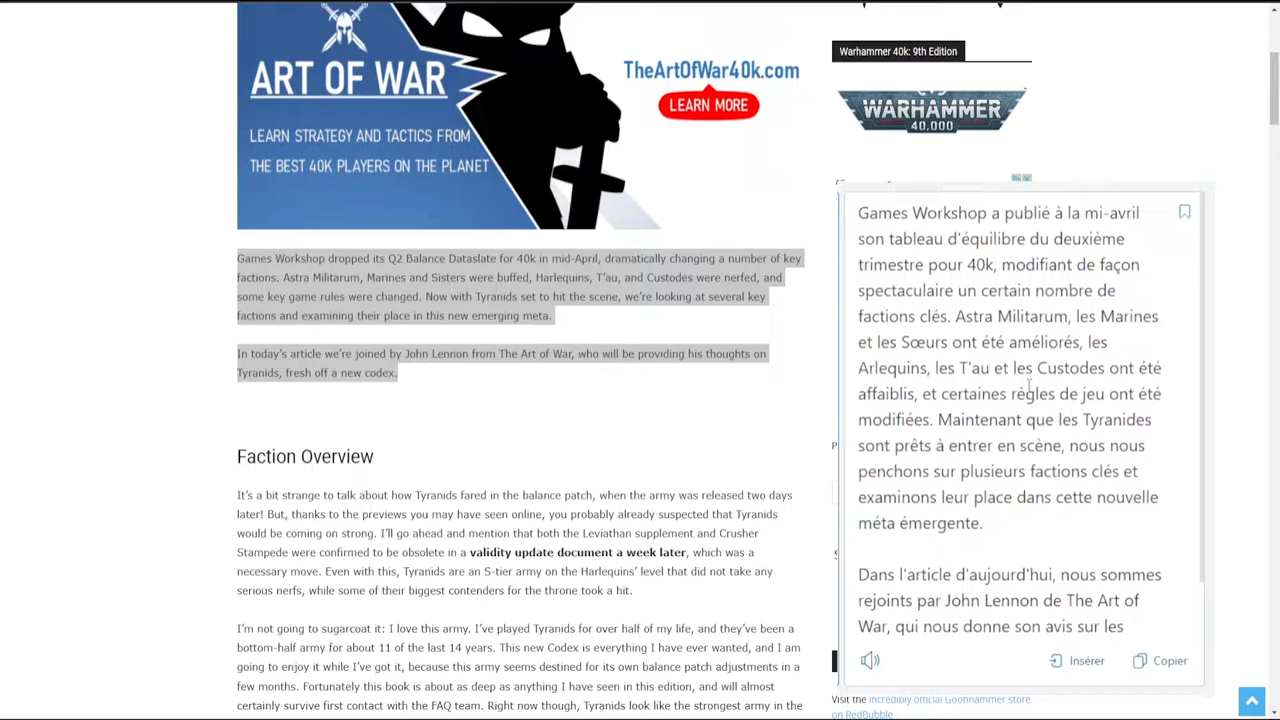 ART OF WAR
LEARN STRATEGY AND TACTICS FROM
THE BEST 40K PLAYERS ON THE PLANET
TheArtOfWar40k.com
LEARN MORE
Games Workshop dropped its Q2 Balance Dataslate for 40k in mid-April, dramatically changing a number of key
factions. Astra Militarum, Marines and Sisters were buffed, Harlequins, T’au, and Custodes were nerfed, and
some key game rules were changed. Now with Tyranids set to hit the scene, we’re looking at several key
factions and examining their place in this new emerging meta.
In today’s article we’re joined by John Lennon from The Art of War, who will be providing his thoughts on
Tyranids, fresh off a new codex.
Faction Overview
It’s a bit strange to talk about how Tyranids fared in the balance patch, when the army was released two days
later! But, thanks to the previews you may have seen online, you probably already suspected that Tyranids
would be coming on strong. I’ll go ahead and mention that both the Leviathan supplement and Crusher
Stampede were confirmed to be obsolete in a validity update document a week later, which was a
necessary move. Even with this, Tyranids are an S-tier army on the Harlequins’ level that did not take any
serious nerfs, while some of their biggest contenders for the throne took a hit.
I’m not going to sugarcoat it: I love this army. I’ve played Tyranids for over half of my life, and they’ve been a
bottom-half army for about 11 of the last 14 years. This new Codex is everything I have ever wanted, and I am
going to enjoy it while I’ve got it, because this army seems destined for its own balance patch adjustments in a
few months. Fortunately this book is about as deep as anything I have seen in this edition, and will almost
certainly survive first contact with the FAQ team. Right now though, Tyranids look like the strongest army in the
Warhammer 40k: 9th Edition
WARHAMMER
40,000
Games Workshop a publié à la mi-avril
son tableau d'équilibre du deuxième
trimestre pour 40k, modifiant de façon
spectaculaire un certain nombre de
factions clés. Astra Militarum, les Marines
et les Sœurs ont été améliorés, les
Arlequins, les T'au et les Custodes ont été
affaiblis, et certaines règles de jeu ont été
modifiées. Maintenant que les Tyranides
sont prêts à entrer en scène, nous nous
penchons sur plusieurs factions clés et
examinons leur place dans cette nouvelle
méta émergente.
Dans l'article d'aujourd'hui, nous sommes
rejoints par John Lennon de The Art of
War, qui nous donne son avis sur les
Insérer
Copier
Visit the incredibly official Goonhammer store
on RedBubble